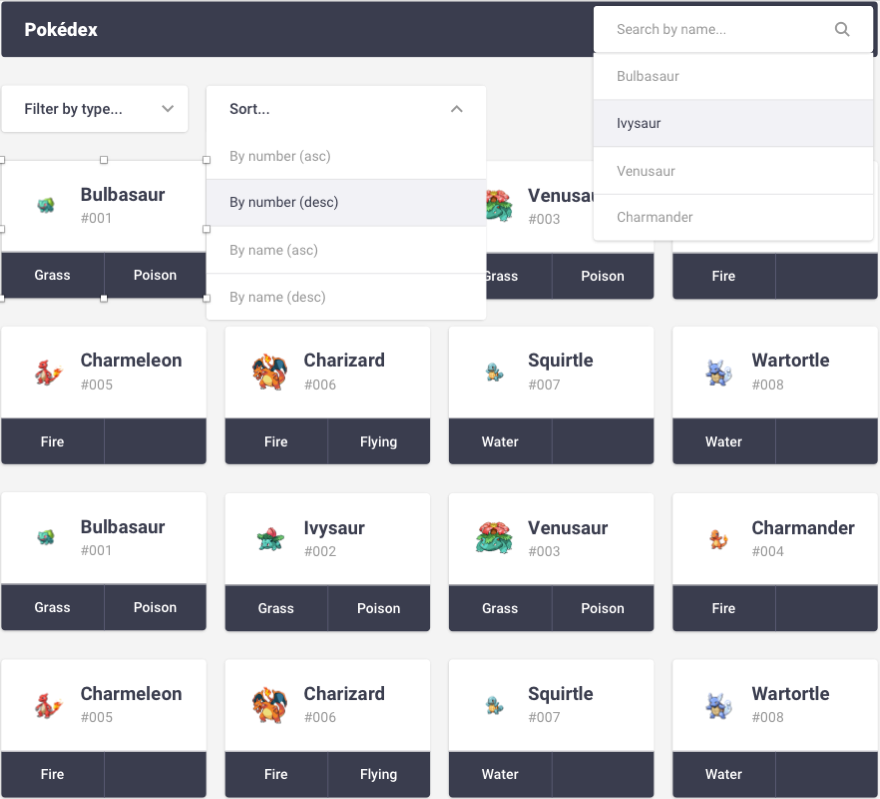 Pokédex
Search by name...
Bulbasaur
Ivysaur
Venusaur
Charmander
Filter by type...
Sort...
By number (asc)
By number (desc)
By name (asc)
By name (desc)
Bulbasaur
#001
Grass Poison
#003
Poison
Fire
Charmeleon Charizard Squirtle Wartortle
#005 #006 #007 #008
Fire Fire Flying Water Water
Bulbasaur Ivysaur Venusaur Charmander
#001 #002 #003 #004
Grass Poison Grass Poison Grass Poison Fire
Charmeleon Charizard Squirtle Wartortle
#005 #006 #007 #008
Fire Fire Flying Water Water